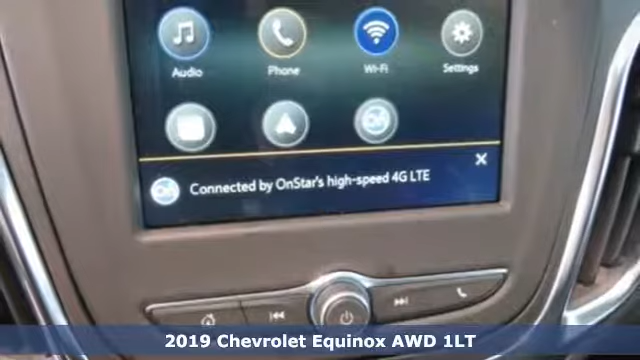 Audio
Phone
Wi-Fi
Settings
Connected by OnStar's high-speed 4G LTE
2019 Chevrolet Equinox AWD 1LT